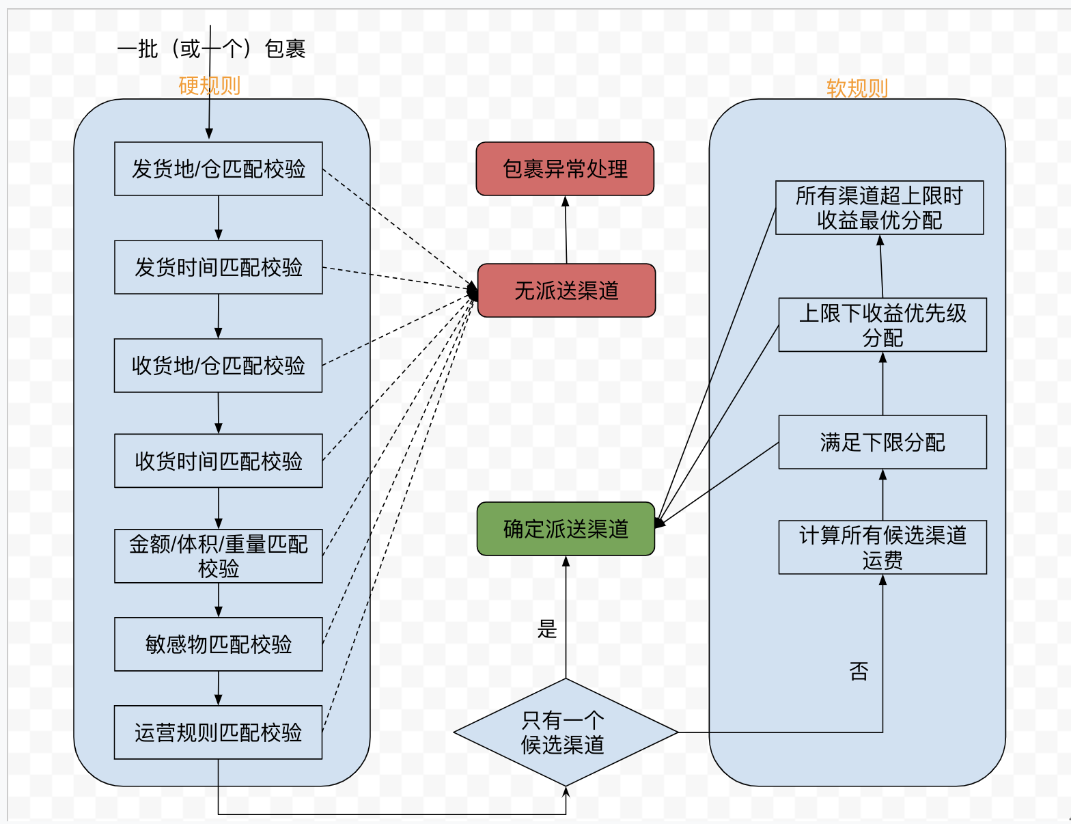 一批（或一个）包裹
硬规则
发货地/仓匹配校验
发货时间匹配校验
收货地/仓匹配校验
收货时间匹配校验
金额/体积/重量匹配
校验
敏感物匹配校验
运营规则匹配校验
包裹异常处理
无派送渠道
确定派送渠道
是
只有一个
候选渠道
否
软规则
所有渠道超上限时
收益最优分配
上限下收益优先级
分配
满足下限分配
计算所有候选渠道
运费